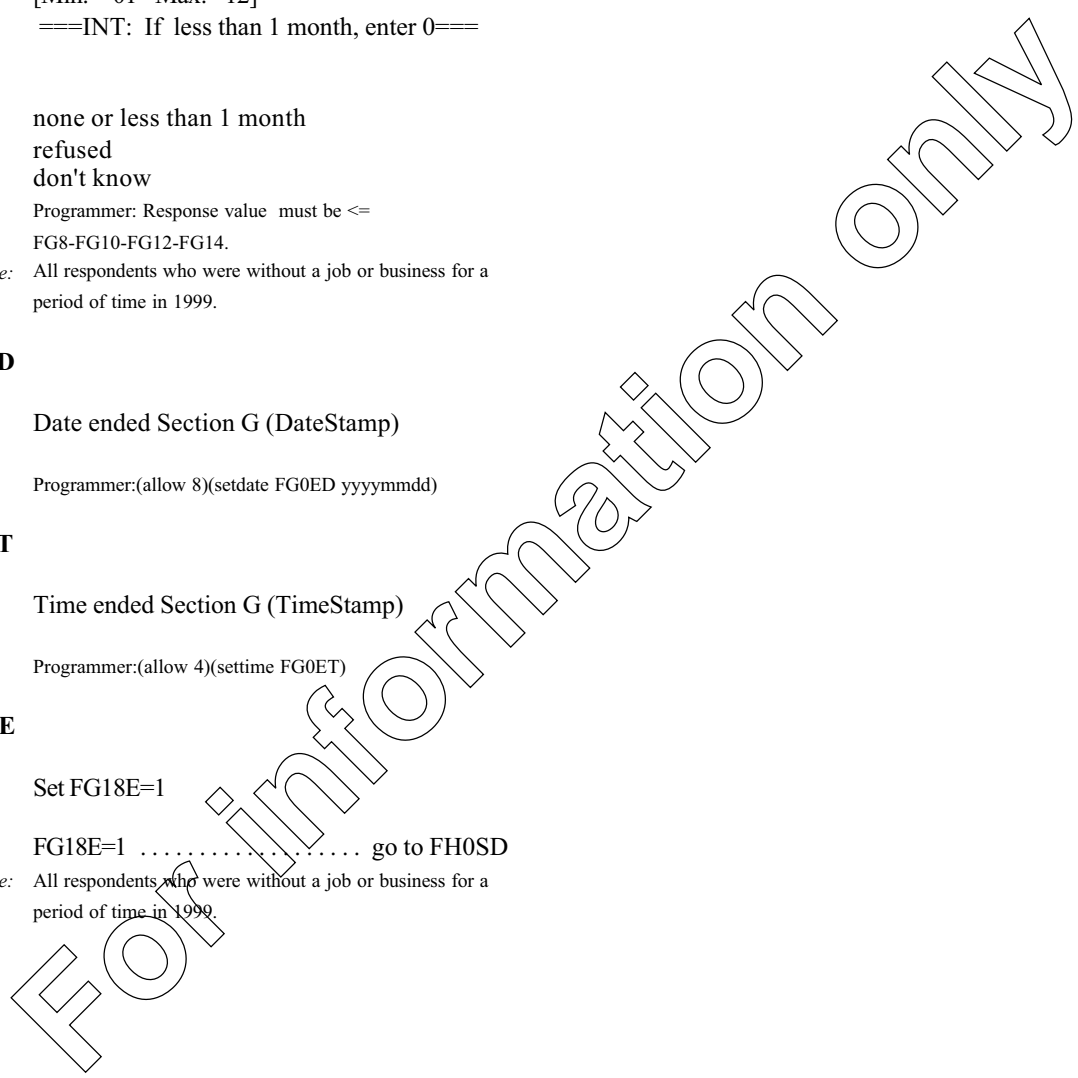 [Min. 01 Max. 12]
===INT: If less than 1 month, enter 0===
none or less than 1 month
refused
don't know
Programmer: Response value must be <=
FG8-FG10-FG12-FG14.
e: All respondents who were without a job or business for a
period of time in 1999.
D
Date ended Section G (DateStamp)
Programmer:(allow 8)(setdate FG0ED yyyymmdd)
T
Time ended Section G (TimeStamp)
Programmer:(allow 4)(settime FG0ET)
E
Set FG18E=1
FG18E=1 ................... go to FH0SD
e: All respondents who were without a job or business for a
period of time in 1999.
For information only